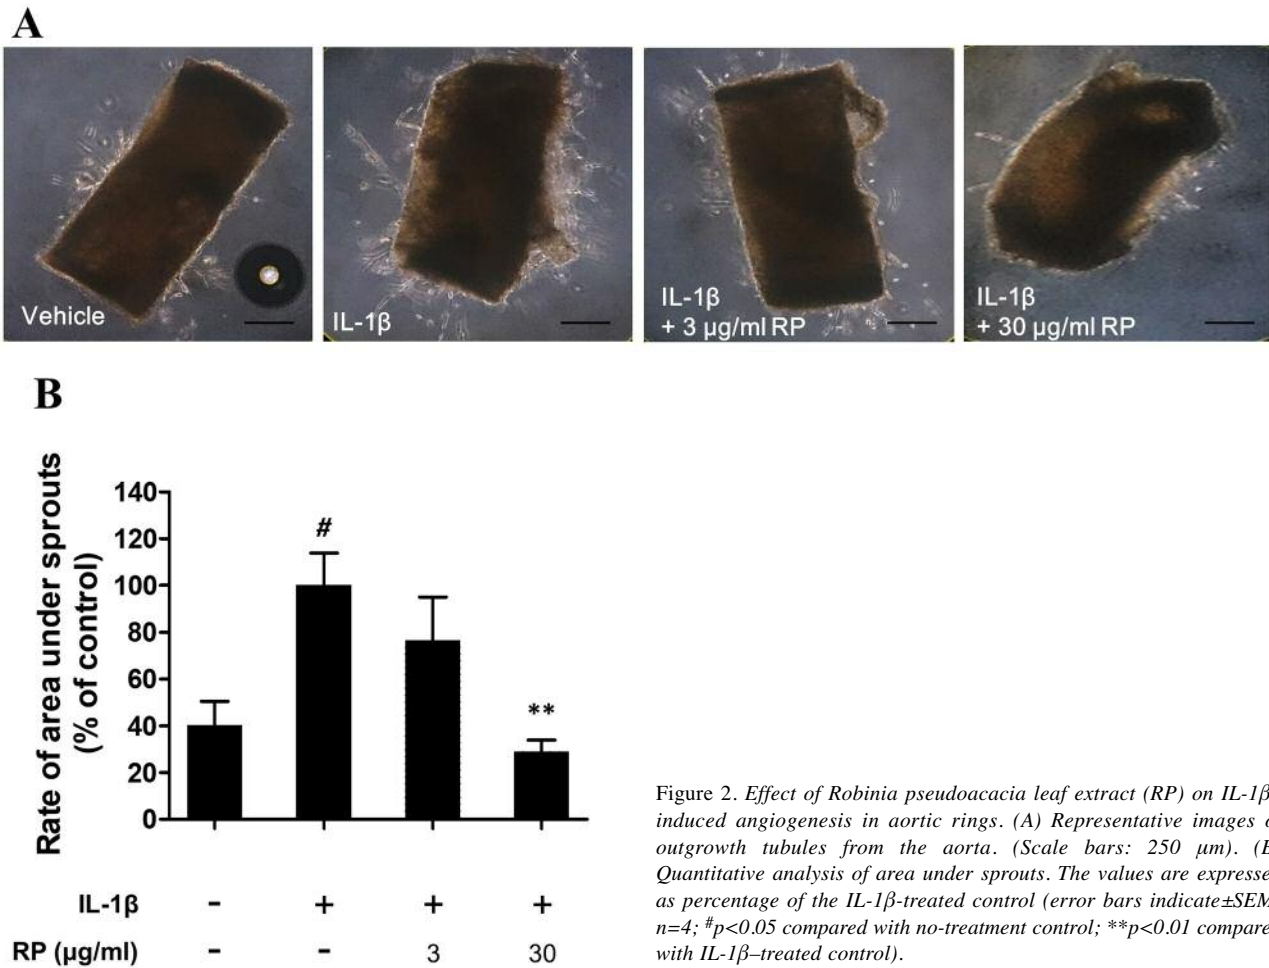 A
Vehicle
IL-1β
IL-1β
+ 3 µg/ml RP
IL-1β
+ 30 µg/ml RP
B
Rate of area under sprouts
(% of control)
140
120
100
80
60
40
20
0
#
**
IL-1β - + + +
RP (µg/ml) - - 3 30
Figure 2. Effect of Robinia pseudoacacia leaf extract (RP) on IL-1β
induced angiogenesis in aortic rings. (A) Representative images
outgrowth tubules from the aorta. (Scale bars: 250 µm). (B
Quantitative analysis of area under sprouts. The values are
as percentage of the IL-1β-treated control (error bars indicate±SEM
n=4; #p<0.05 compared with no-treatment control; **p<0.01
with IL-1β–treated control).